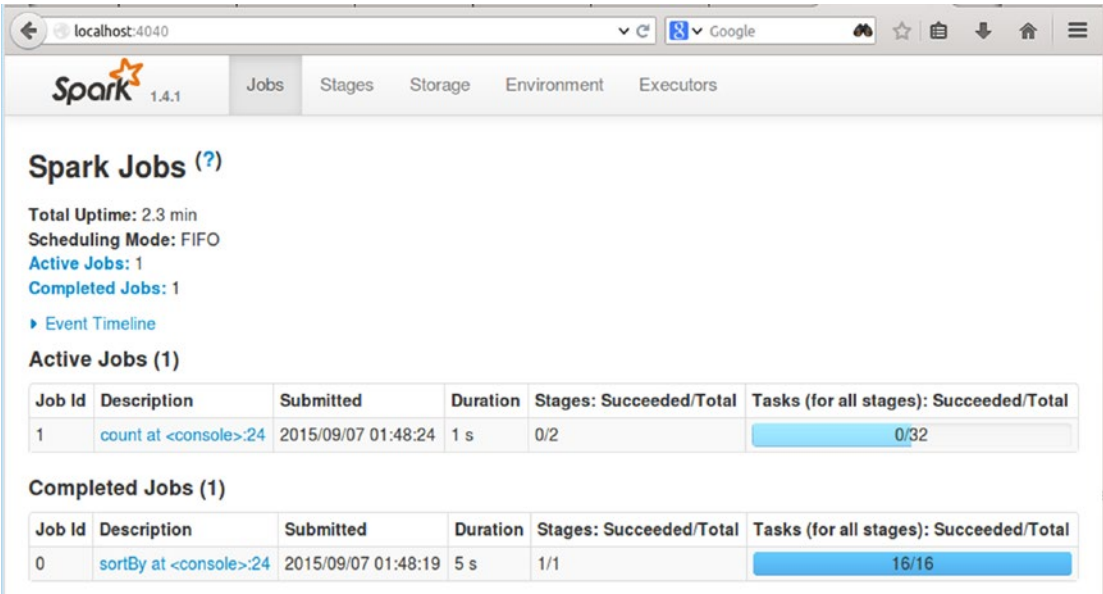 localhost:4040 Google
Spark 1.4.1 Jobs Stages Storage Environment Executors
Spark Jobs (?)
Total Uptime: 2.3 min
Scheduling Mode: FIFO
Active Jobs: 1
Completed Jobs: 1
Event Timeline
Active Jobs (1)
Job Id Description Submitted Duration Stages: Succeeded/Total Tasks (for all stages): Succeeded/Total
1 count at <console>:24 2015/09/07 01:48:24 1 s 0/2 0/32
Completed Jobs (1)
Job Id Description Submitted Duration Stages: Succeeded/Total Tasks (for all stages): Succeeded/Total
0 sortBy at <console>:24 2015/09/07 01:48:19 5 s 1/1 16/16